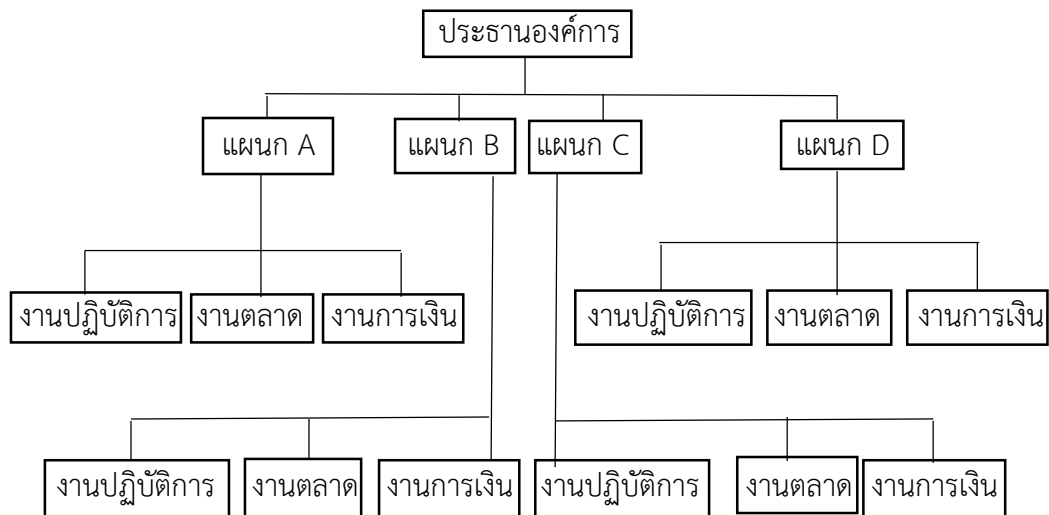 ประธานองค์การ
แผนก A แผนก B แผนก C แผนก D
งานปฏิบัติการ งานตลาด งานการเงิน งานปฏิบัติการ งานตลาด งานการเงิน
งานปฏิบัติการ งานตลาด งานการเงิน งานปฏิบัติการ งานตลาด งานการเงิน